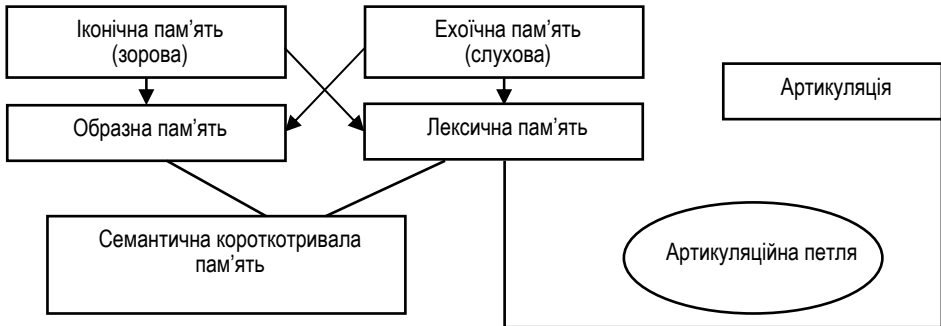 Іконічна пам’ять
(зорова)
Ехоїчна пам’ять
(слухова)
Артикуляція
Образна пам’ять
Лексична пам’ять
Семантична короткотривала
пам’ять
Артикуляційна петля